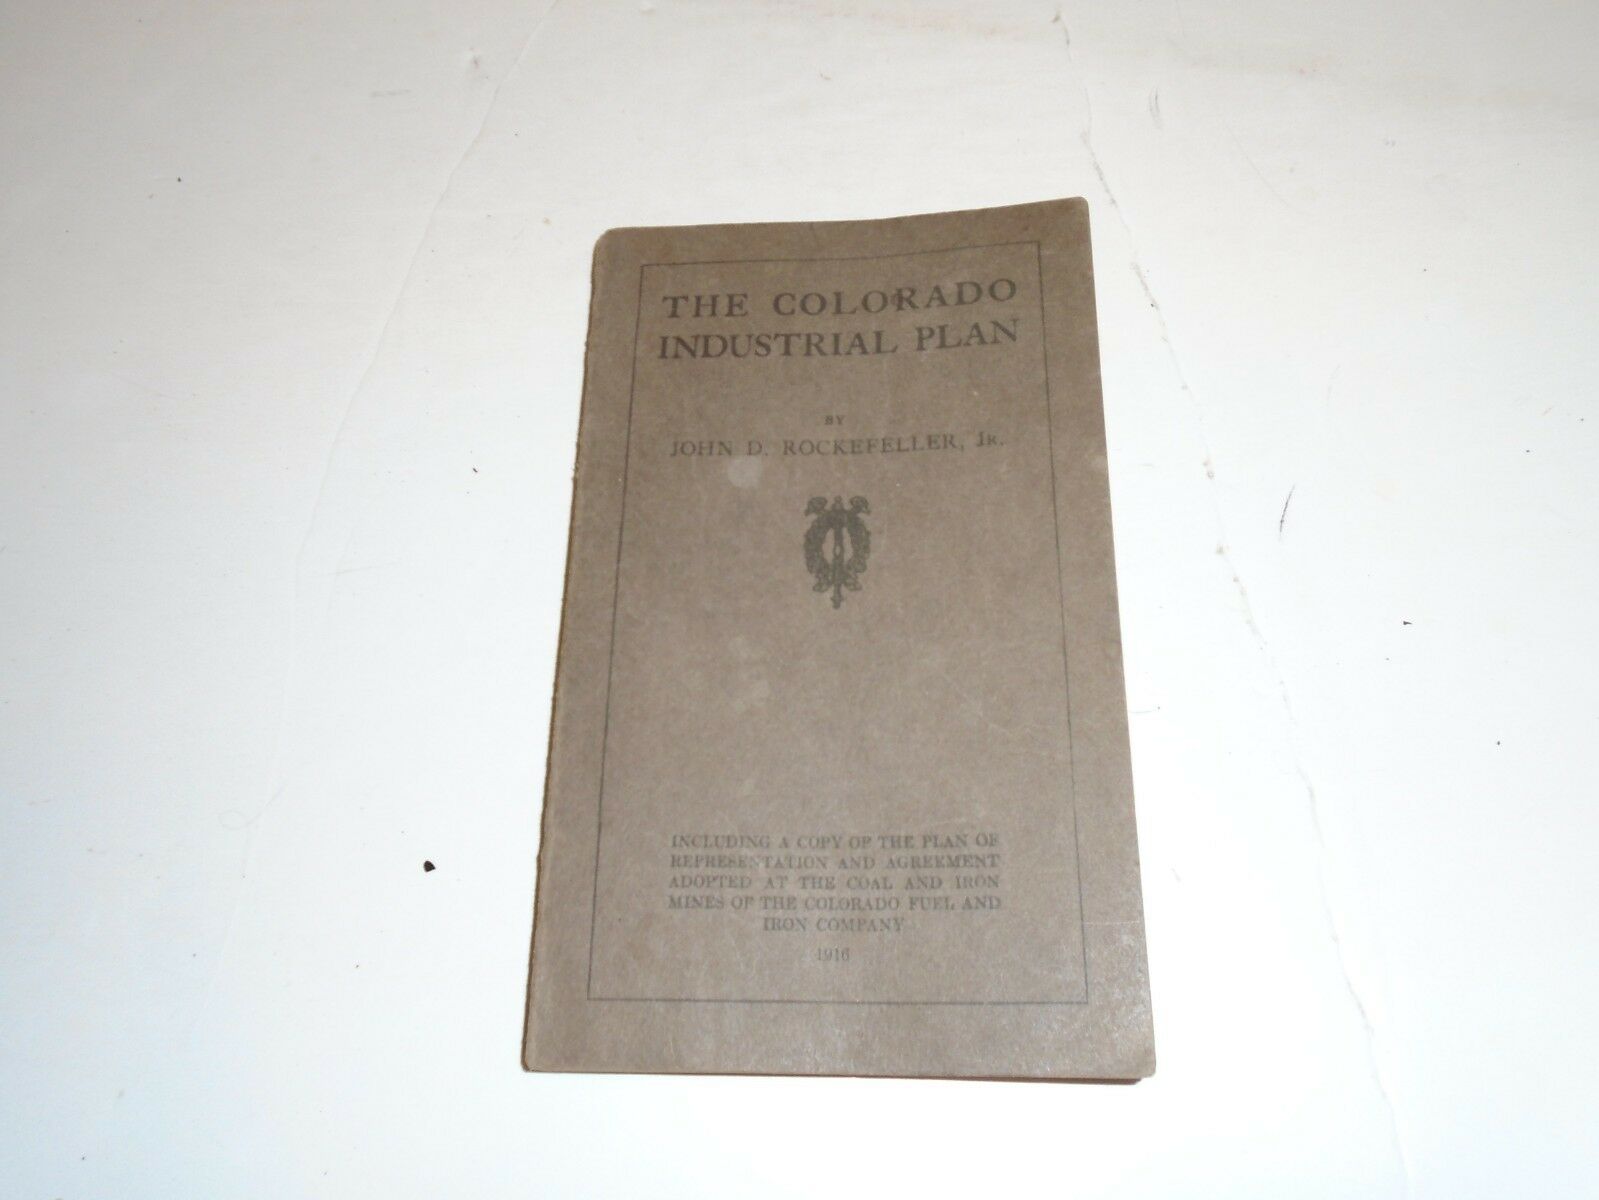 THE COLORADO
INDUSTRIAL PLAN
BY
JOHN D. ROCKEFELLER, JR.
INCLUDING A COPY OF THE PLAN OF
REPRESENTATION AND AGREEMENT
ADOPTED AT THE COAL AND IRON
MINES OF THE COLORADO FUEL AND
IRON COMPANY
1916